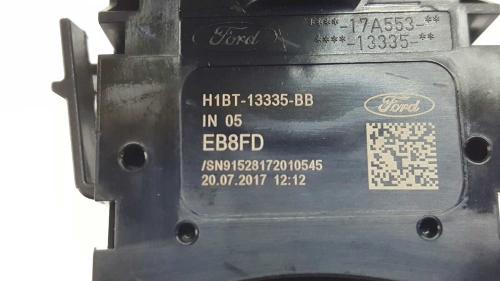 Ford
****-17A553-**
****-13335-**
H1BT-13335-BB
IN 05
EB8FD
/SN91528172010545
20.07.2017 12:12
Ford